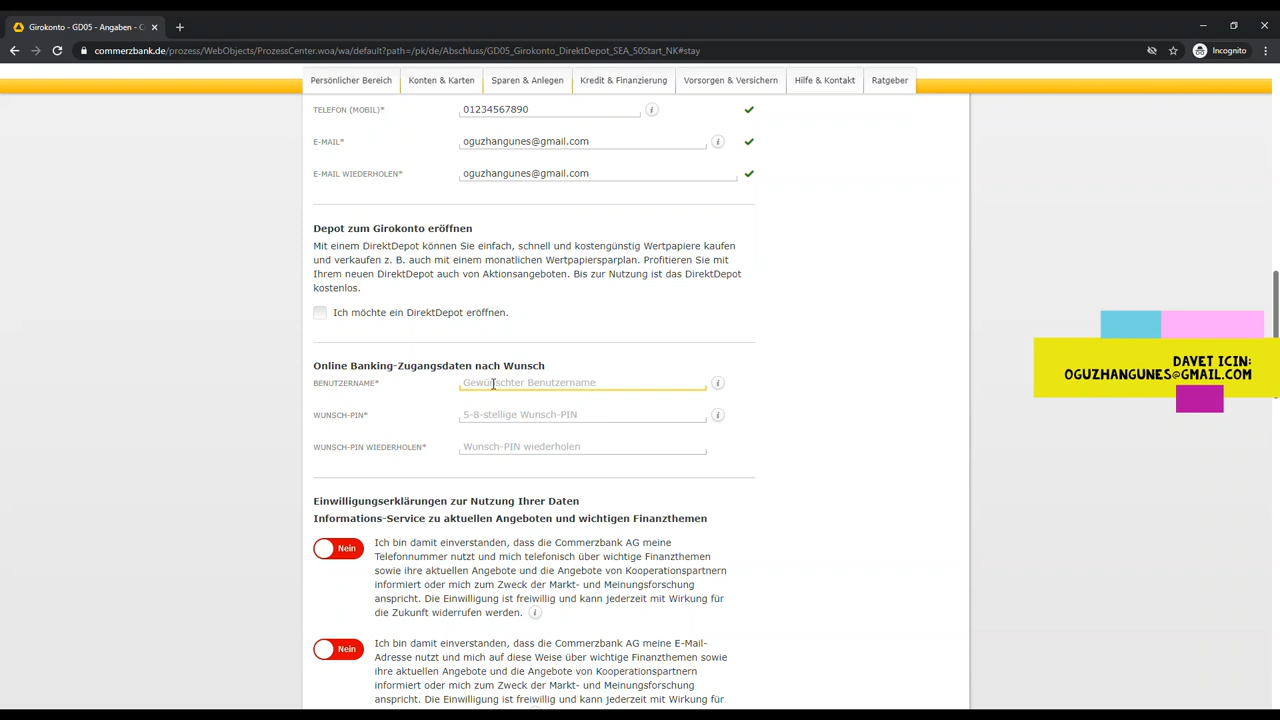 Girokonto - GD05 - Angaben - C
commerzbank.de/prozess/WebObjects/ProzessCenter.woa/wa/default?path=/pk/de/Abschluss/GD05_Girokonto_DirektDepot_SEA_50Start_NK#stay
Incognito
Persönlicher Bereich
Konten & Karten
Sparen & Anlegen
Kredit & Finanzierung
Vorsorgen & Versichern
Hilfe & Kontakt
Ratgeber
TELEFON (MOBIL)*
01234567890
E-MAIL*
oguzhangunes@gmail.com
E-MAIL WIEDERHOLEN*
oguzhangunes@gmail.com
Depot zum Girokonto eröffnen
Mit einem DirektDepot können Sie einfach, schnell und kostengünstig Wertpapiere kaufen
und verkaufen z. B. auch mit einem monatlichen Wertpapiersparplan. Profitieren Sie mit
Ihrem neuen DirektDepot auch von Aktionsangeboten. Bis zur Nutzung ist das DirektDepot
kostenlos.
Ich möchte ein DirektDepot eröffnen.
DAVET ICIN:
OGUZHANGUNES@GMAIL.COM
Online Banking-Zugangsdaten nach Wunsch
BENUTZERNAME*
Gewünschter Benutzername
WUNSCH-PIN*
5-8-stellige Wunsch-PIN
WUNSCH-PIN WIEDERHOLEN*
Wunsch-PIN wiederholen
Einwilligungserklärungen zur Nutzung Ihrer Daten
Informations-Service zu aktuellen Angeboten und wichtigen Finanzthemen
Nein
Ich bin damit einverstanden, dass die Commerzbank AG meine
Telefonnummer nutzt und mich telefonisch über wichtige Finanzthemen
sowie ihre aktuellen Angebote und die Angebote von Kooperationspartnern
informiert oder mich zum Zweck der Markt- und Meinungsforschung
anspricht. Die Einwilligung ist freiwillig und kann jederzeit mit Wirkung für
die Zukunft widerrufen werden.
Nein
Ich bin damit einverstanden, dass die Commerzbank AG meine E-Mail-
Adresse nutzt und mich auf diese Weise über wichtige Finanzthemen sowie
ihre aktuellen Angebote und die Angebote von Kooperationspartnern
informiert oder mich zum Zweck der Markt- und Meinungsforschung
anspricht. Die Einwilligung ist freiwillig und kann jederzeit mit Wirkung für